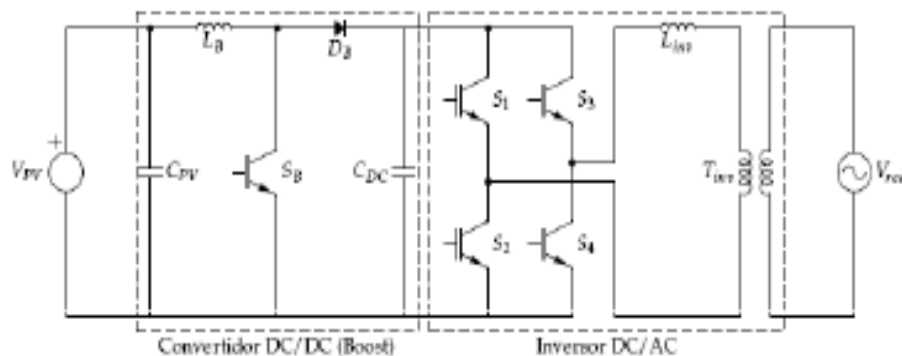 L_B
D_B
L_inv
S_1
S_3
+
V_PV
C_PV
S_B
C_DC
T_inv
S_2
S_4
Convertidor DC/DC (Boost)
Inversor DC/AC